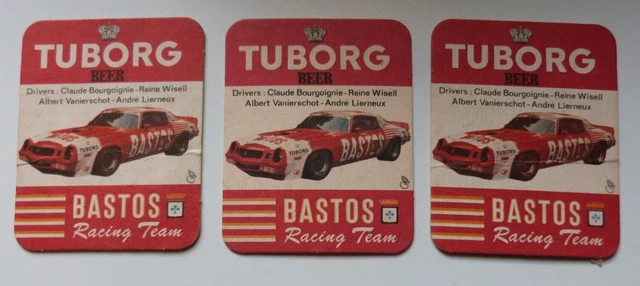 TUBORG
BEER
Drivers : Claude Bourgoignie - Reine Wisell
Albert Vanierschot - André Lierneux
BASTOS
TUBORG
BASTOS
Racing Team
TUBORG
BEER
Drivers : Claude Bourgoignie - Reine Wisell
Albert Vanierschot - André Lierneux
BASTOS
TUBORG
BASTOS
Racing Team
TUBORG
BEER
Drivers : Claude Bourgoignie - Reine Wisell
Albert Vanierschot - André Lierneux
BASTOS
TUBORG
BASTOS
Racing Team